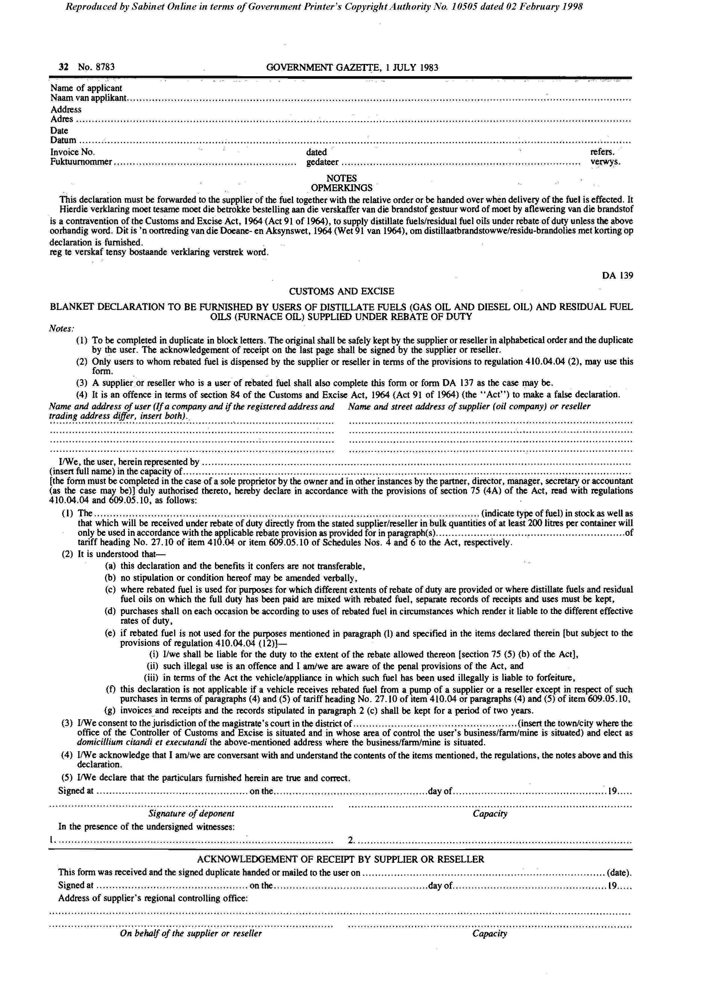 Reproduced by Sabinet Online in terms of Government Printer's Copyright Authority No. 10505 dated 02 February 1998
32 No. 8783 GOVERNMENT GAZETTE, 1 JULY 1983
Name of applicant
Naam van applikant
Address
Adres
Date
Datum
Invoice No. dated refers.
Fuktuurnommer gedateer verwys.
NOTES
OPMERKINGS
This declaration must be forwarded to the supplier of the fuel together with the relative order or be handed over when delivery of the fuel is effected. It
Hierdie verklaring moet tesame moet die betrokke bestelling aan die verskaffer van die brandstof gestuur word of moet by aflewering van die brandstof
is a contravention of the Customs and Excise Act, 1964 (Act 91 of 1964), to supply distillate fuels/residual fuel oils under rebate of duty unless the above
oorhandig word. Dit is 'n oortreding van die Doeane- en Aksynswet, 1964 (Wet 91 van 1964), om distillaatbrandstowwe/residu-brandolies met korting op
declaration is furnished.
reg te verskaf tensy bostaande verklaring verstrek word.
DA 139
CUSTOMS AND EXCISE
BLANKET DECLARATION TO BE FURNISHED BY USERS OF DISTILLATE FUELS (GAS OIL AND DIESEL OIL) AND RESIDUAL FUEL
OILS (FURNACE OIL) SUPPLIED UNDER REBATE OF DUTY
Notes:
(1) To be completed in duplicate in block letters. The original shall be safely kept by the supplier or reseller in alphabetical order and the duplicate
by the user. The acknowledgement of receipt on the last page shall be signed by the supplier or reseller.
(2) Only users to whom rebated fuel is dispensed by the supplier or reseller in terms of the provisions to regulation 410.04.04 (2), may use this
form.
(3) A supplier or reseller who is a user of rebated fuel shall also complete this form or form DA 137 as the case may be.
(4) It is an offence in terms of section 84 of the Customs and Excise Act, 1964 (Act 91 of 1964) (the "Act") to make a false declaration.
Name and address of user (If a company and if the registered address and Name and street address of supplier (oil company) or reseller
trading address differ, insert both).
I/We, the user, herein represented by
(insert full name) in the capacity of
[the form must be completed in the case of a sole proprietor by the owner and in other instances by the partner, director, manager, secretary or accountant
(as the case may be)] duly authorised thereto, hereby declare in accordance with the provisions of section 75 (4A) of the Act, read with regulations
410.04.04 and 609.05.10, as follows:
(1) The (indicate type of fuel) in stock as well as
that which will be received under rebate of duty directly from the stated supplier/reseller in bulk quantities of at least 200 litres per container will
only be used in accordance with the applicable rebate provision as provided for in paragraph(s) of
tariff heading No. 27.10 of item 410.04 or item 609.05.10 of Schedules Nos. 4 and 6 to the Act, respectively.
(2) It is understood that—
(a) this declaration and the benefits it confers are not transferable,
(b) no stipulation or condition hereof may be amended verbally,
(c) where rebated fuel is used for purposes for which different extents of rebate of duty are provided or where distillate fuels and residual
fuel oils on which the full duty has been paid are mixed with rebated fuel, separate records of receipts and uses must be kept,
(d) purchases shall on each occasion be according to uses of rebated fuel in circumstances which render it liable to the different effective
rates of duty,
(e) if rebated fuel is not used for the purposes mentioned in paragraph (1) and specified in the items declared therein [but subject to the
provisions of regulation 410.04.04 (12)]—
(i) I/we shall be liable for the duty to the extent of the rebate allowed thereon [section 75 (5) (b) of the Act],
(ii) such illegal use is an offence and I am/we are aware of the penal provisions of the Act, and
(iii) in terms of the Act the vehicle/appliance in which such fuel has been used illegally is liable to forfeiture,
(f) this declaration is not applicable if a vehicle receives rebated fuel from a pump of a supplier or a reseller except in respect of such
purchases in terms of paragraphs (4) and (5) of tariff heading No. 27.10 of item 410.04 or paragraphs (4) and (5) of item 609.05.10,
(g) invoices and receipts and the records stipulated in paragraph 2 (c) shall be kept for a period of two years.
(3) I/We consent to the jurisdiction of the magistrate's court in the district of (insert the town/city where the
office of the Controller of Customs and Excise is situated and in whose area of control the user's business/farm/mine is situated) and elect as
domicillium citandi et executandi the above-mentioned address where the business/farm/mine is situated.
(4) I/We acknowledge that I am/we are conversant with and understand the contents of the items mentioned, the regulations, the notes above and this
declaration.
(5) I/We declare that the particulars furnished herein are true and correct.
Signed at on the day of 19
Signature of deponent Capacity
In the presence of the undersigned witnesses:
1. 2.
ACKNOWLEDGEMENT OF RECEIPT BY SUPPLIER OR RESELLER
This form was received and the signed duplicate handed or mailed to the user on (date).
Signed at on the day of 19
Address of supplier's regional controlling office:
On behalf of the supplier or reseller Capacity